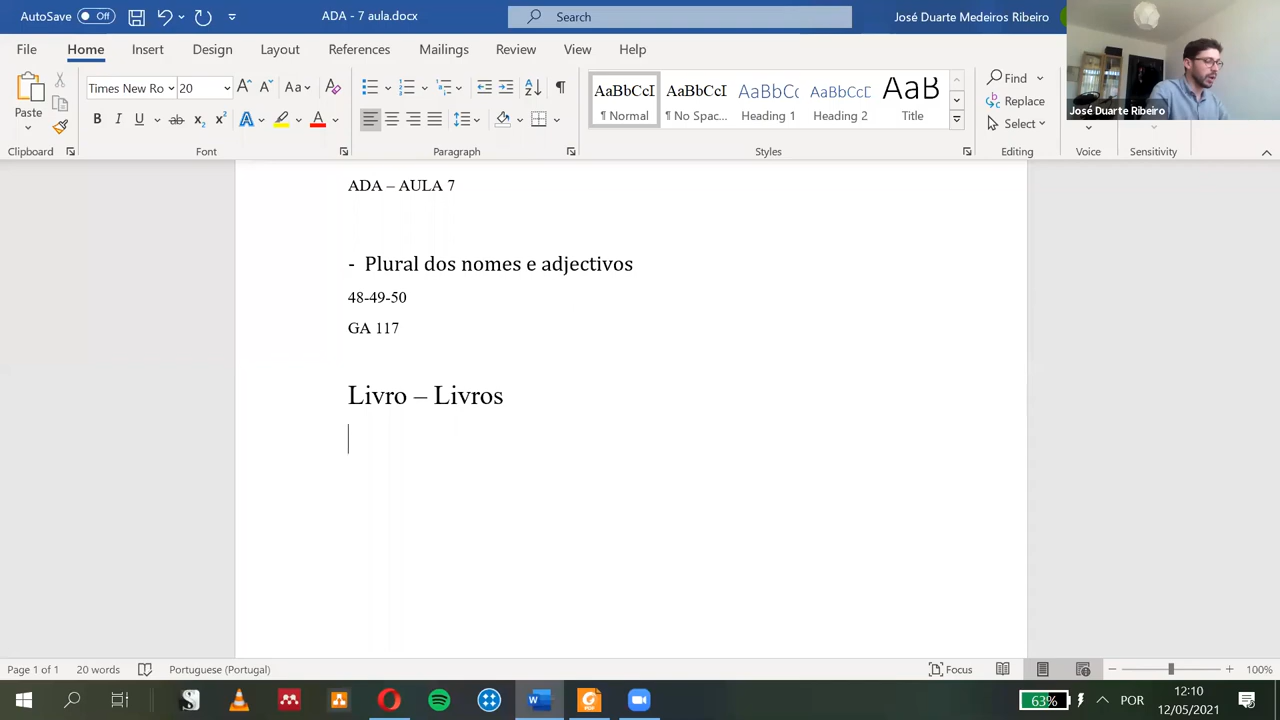 AutoSave Off ADA - 7 aula.docx Search José Duarte Medeiros Ribeiro
File Home Insert Design Layout References Mailings Review View Help
Times New Ro 20 Find
Paste Replace
Select
AaBbCcI AaBbCcI AaBbCc AaBbCcI AaB
¶ Normal ¶ No Spac... Heading 1 Heading 2 Title
Clipboard Font Paragraph Styles Editing Voice Sensitivity
José Duarte Ribeiro
ADA – AULA 7
- Plural dos nomes e adjectivos
48-49-50
GA 117
Livro – Livros
Page 1 of 1 20 words Portuguese (Portugal) Focus 100%
63% POR 12:10
12/05/2021